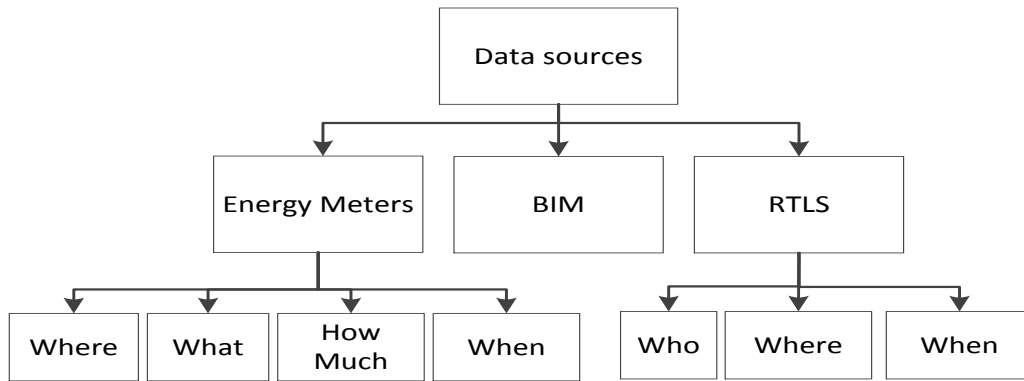 Data sources
Energy Meters
BIM
RTLS
Where
What
How
Much
When
Who
Where
When